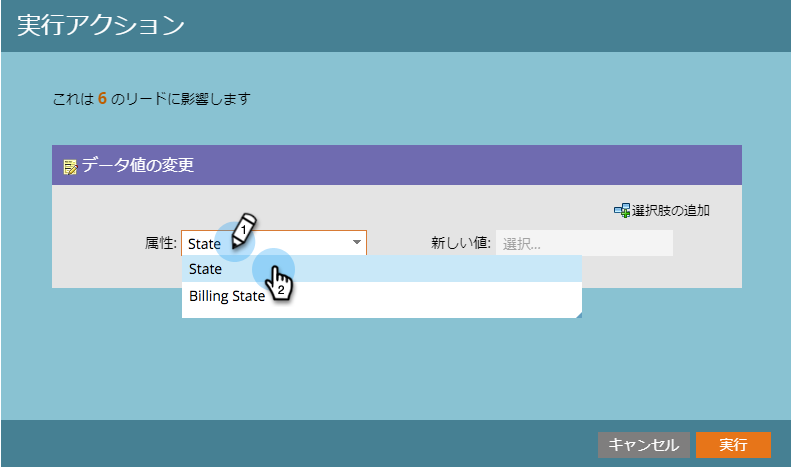 実行アクション
これは 6 のリードに影響します
データ値の変更
選択肢の追加
属性: State 1 新しい値: 選択...
State 2
Billing State
キャンセル 実行